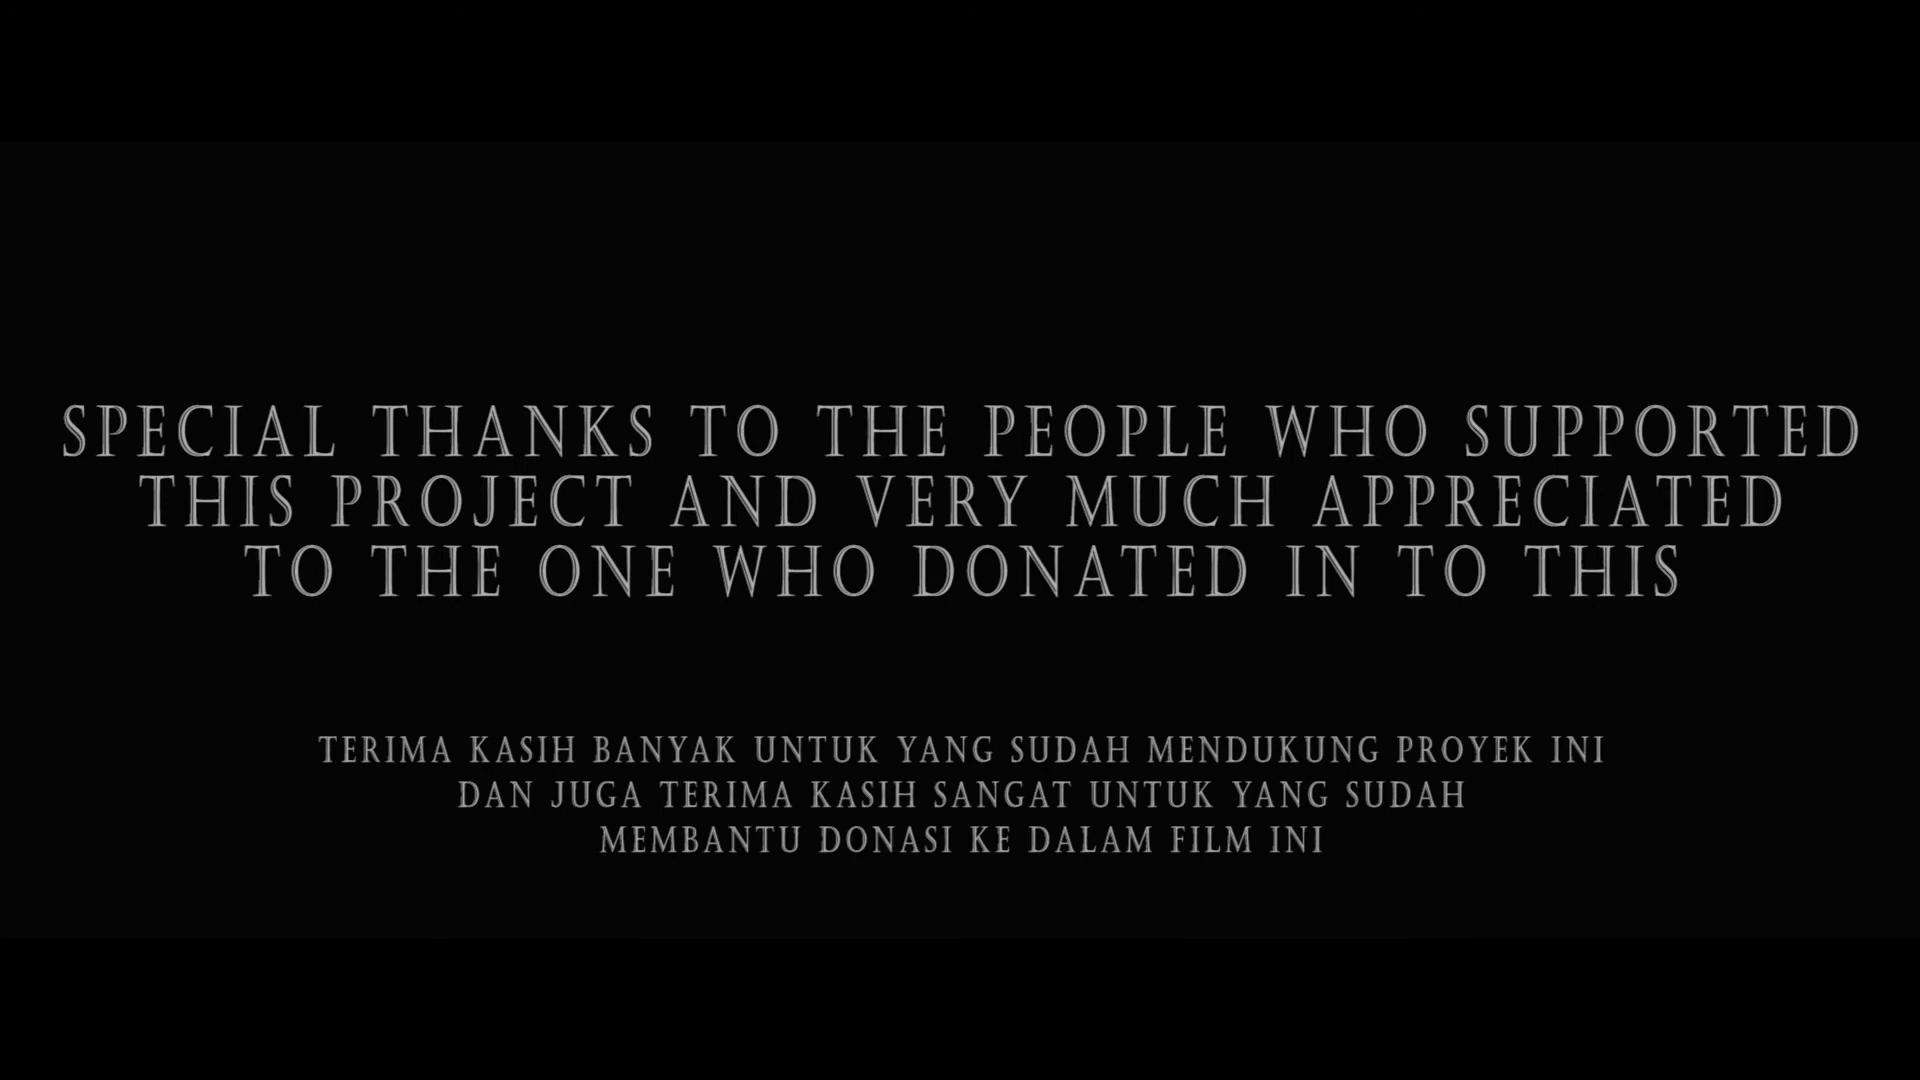 SPECIAL THANKS TO THE PEOPLE WHO SUPPORTED
THIS PROJECT AND VERY MUCH APPRECIATED
TO THE ONE WHO DONATED IN TO THIS
TERIMA KASIH BANYAK UNTUK YANG SUDAH MENDUKUNG PROYEK INI
DAN JUGA TERIMA KASIH SANGAT UNTUK YANG SUDAH
MEMBANTU DONASI KE DALAM FILM INI